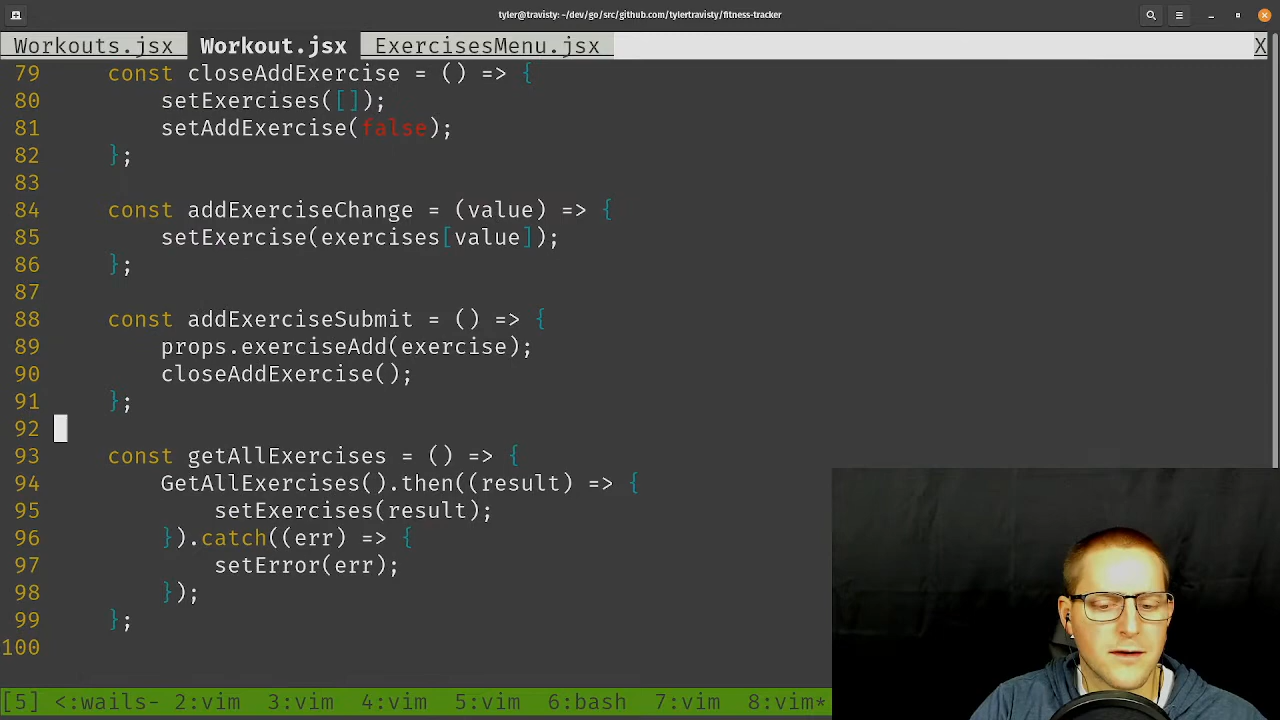 tyler@travisty: ~/dev/go/src/github.com/tylertravisty/fitness-tracker
Workouts.jsx Workout.jsx ExercisesMenu.jsx X
79 const closeAddExercise = () => {
80 setExercises([]);
81 setAddExercise(false);
82 };
83
84 const addExerciseChange = (value) => {
85 setExercise(exercises[value]);
86 };
87
88 const addExerciseSubmit = () => {
89 props.exerciseAdd(exercise);
90 closeAddExercise();
91 };
92
93 const getAllExercises = () => {
94 GetAllExercises().then((result) => {
95 setExercises(result);
96 }).catch((err) => {
97 setError(err);
98 });
99 };
100
[5] <:wails- 2:vim 3:vim 4:vim 5:vim 6:bash 7:vim 8:vim*